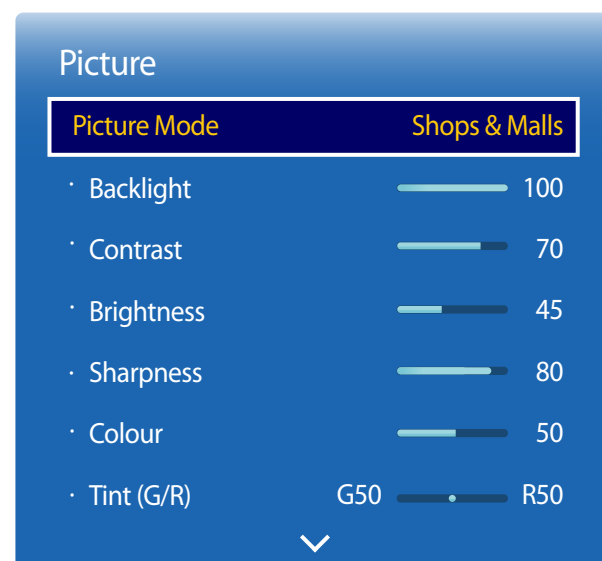 Picture
Picture Mode Shops & Malls
· Backlight 100
· Contrast 70
· Brightness 45
· Sharpness 80
· Colour 50
· Tint (G/R) G50 R50